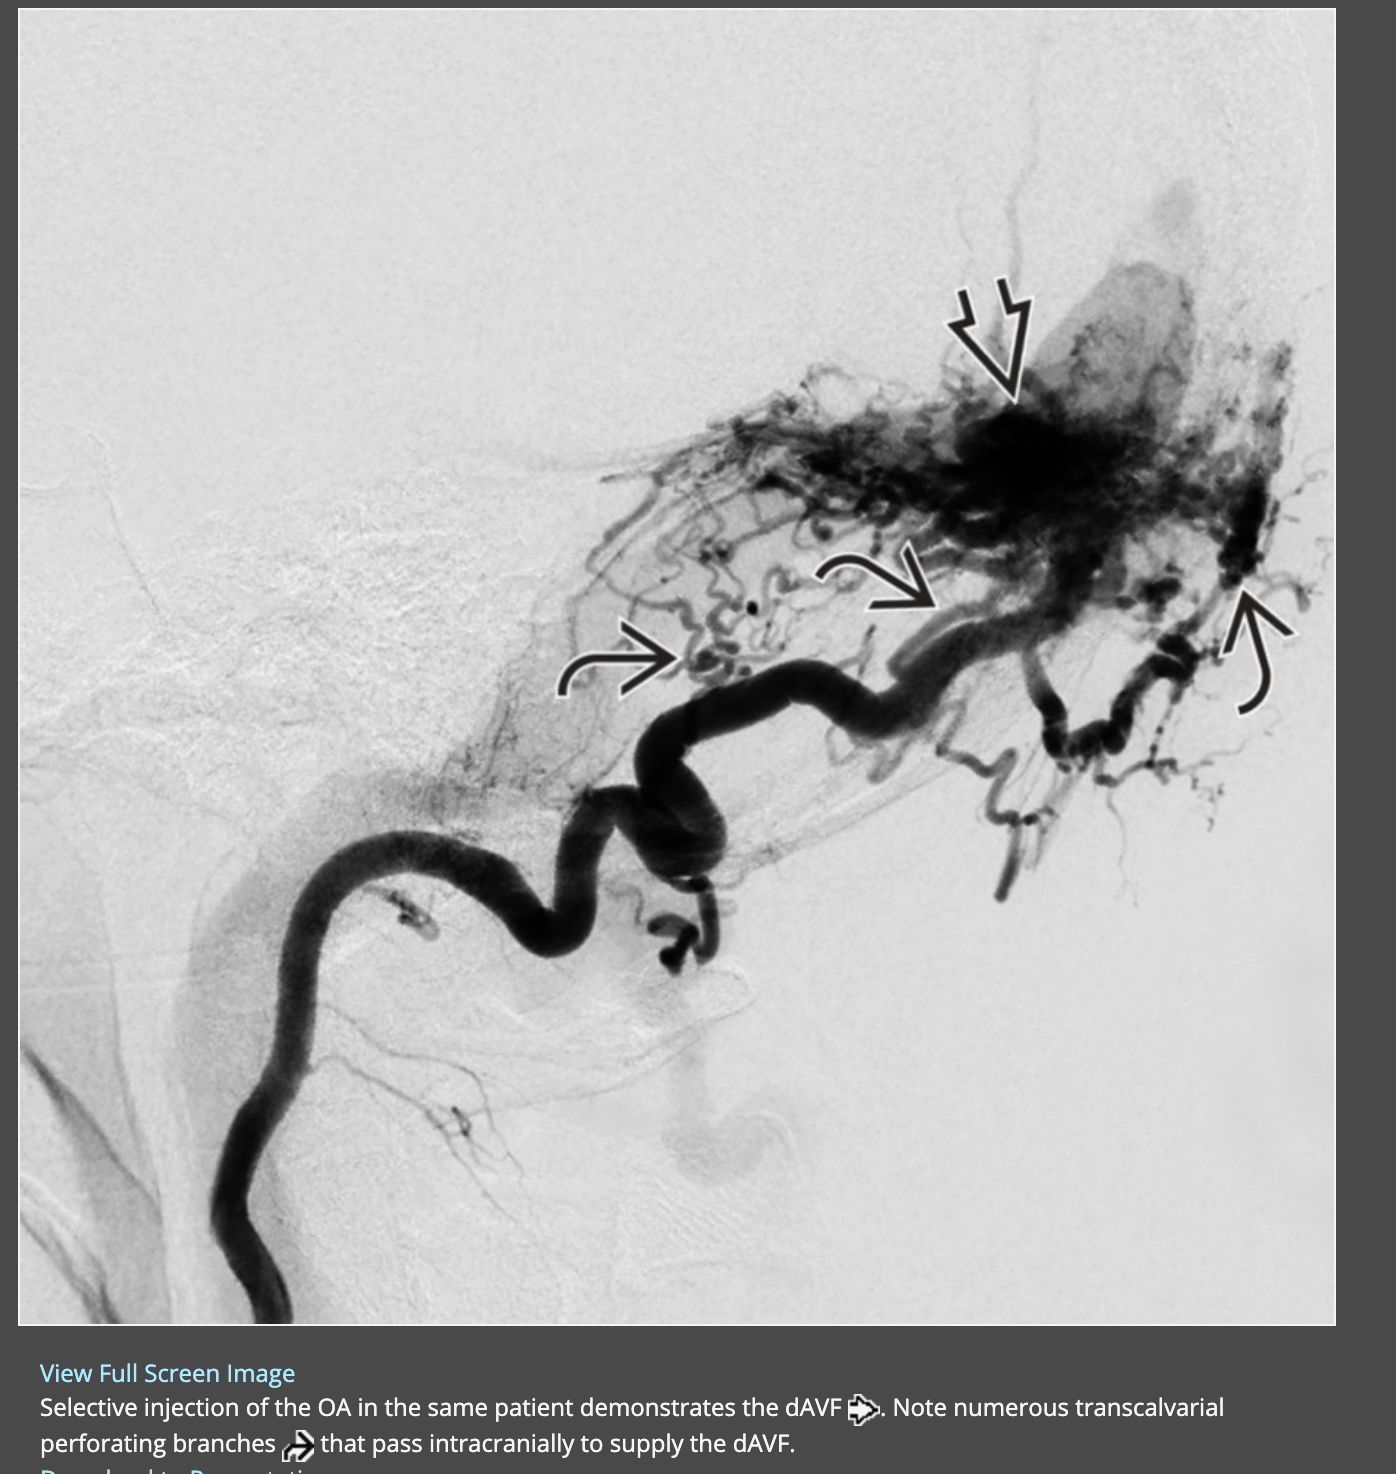 View Full Screen Image
Selective injection of the OA in the same patient demonstrates the dAVF . Note numerous transcalvarial
perforating branches that pass intracranially to supply the dAVF.